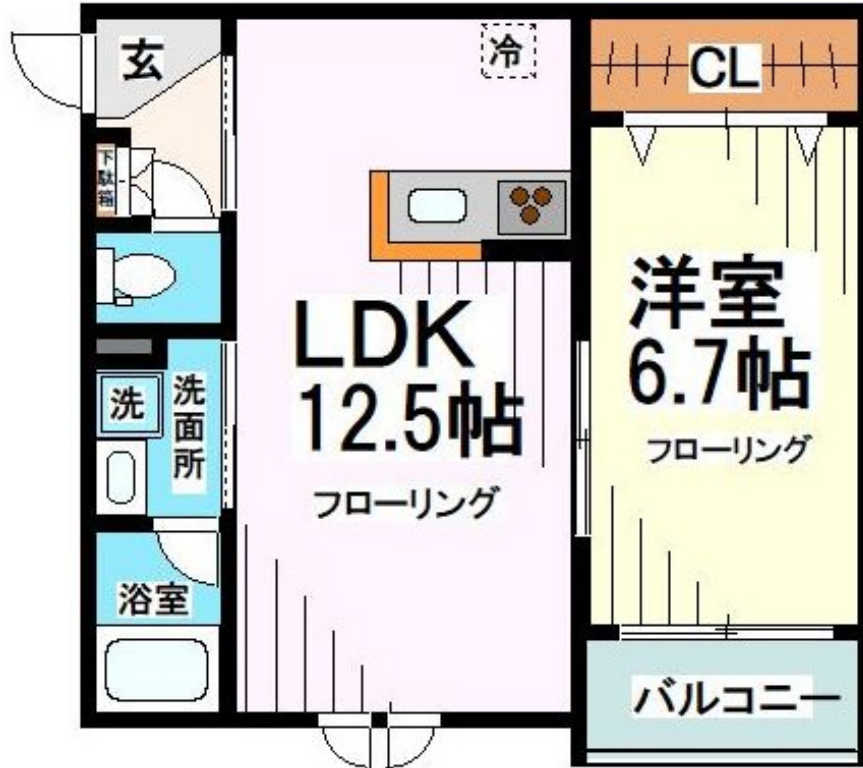 玄
冷
CL
下駄箱
LDK
12.5帖
フローリング
洋室
6.7帖
フローリング
洗
洗面所
浴室
バルコニー